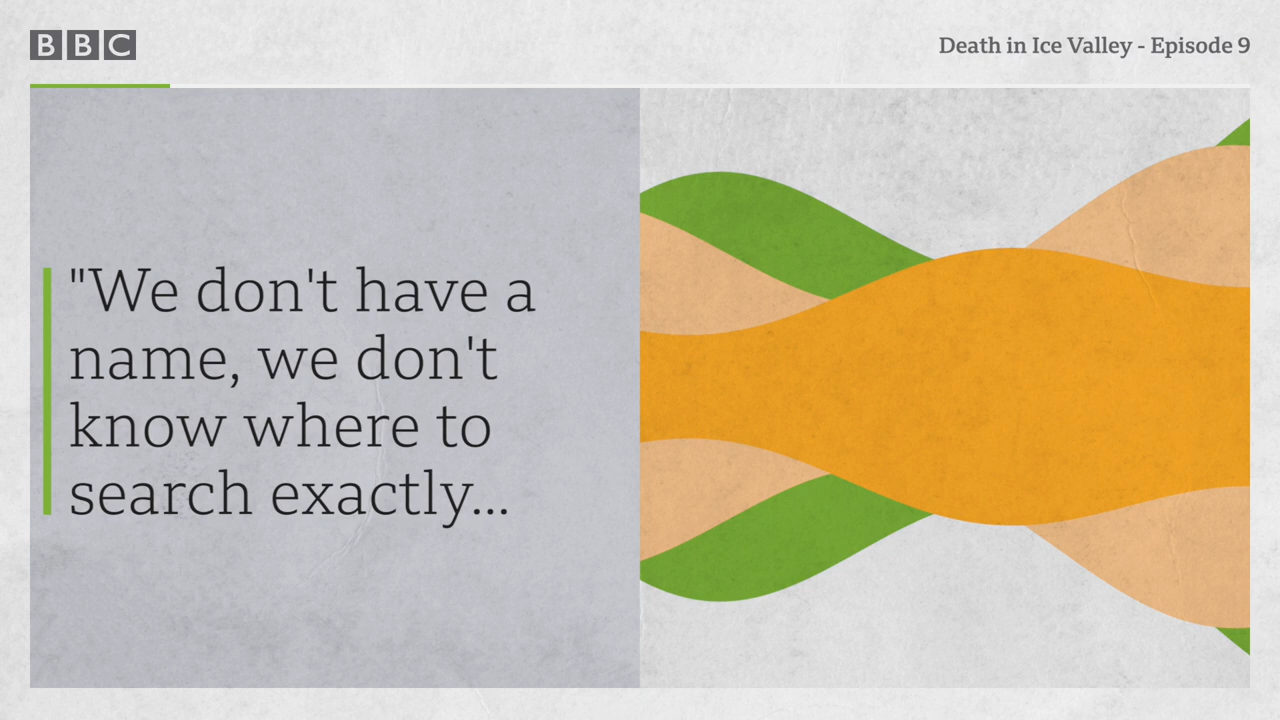 BBC
Death in Ice Valley - Episode 9
"We don't have a
name, we don't
know where to
search exactly...